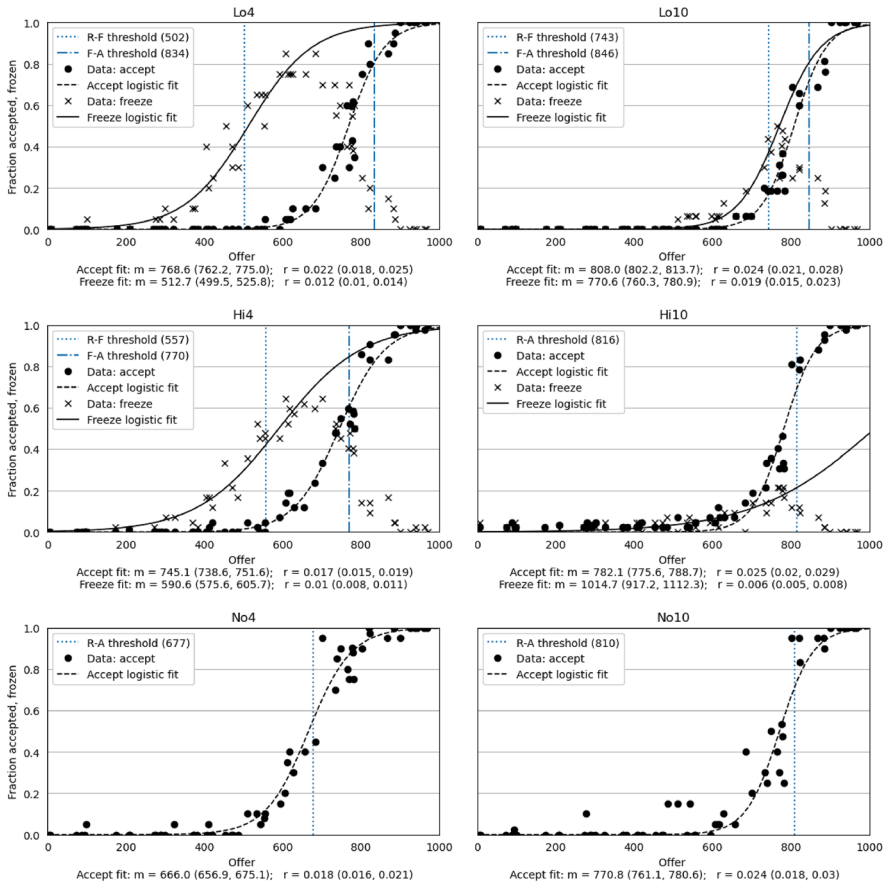 Lo4
1.0
0.8
0.6
0.4
0.2
0.0
Fraction accepted, frozen
R-F threshold (502)
F-A threshold (834)
Data: accept
Accept logistic fit
Data: freeze
Freeze logistic fit
0 200 400 600 800 1000
Offer
Accept fit: m = 768.6 (762.2, 775.0); r = 0.022 (0.018, 0.025)
Freeze fit: m = 512.7 (499.5, 525.8); r = 0.012 (0.01, 0.014)
Lo10
1.0
0.8
0.6
0.4
0.2
0.0
R-F threshold (743)
F-A threshold (846)
Data: accept
Accept logistic fit
Data: freeze
Freeze logistic fit
0 200 400 600 800 1000
Offer
Accept fit: m = 808.0 (802.2, 813.7); r = 0.024 (0.021, 0.028)
Freeze fit: m = 770.6 (760.3, 780.9); r = 0.019 (0.015, 0.023)
Hi4
1.0
0.8
0.6
0.4
0.2
0.0
Fraction accepted, frozen
R-F threshold (557)
F-A threshold (770)
Data: accept
Accept logistic fit
Data: freeze
Freeze logistic fit
0 200 400 600 800 1000
Offer
Accept fit: m = 745.1 (738.6, 751.6); r = 0.017 (0.015, 0.019)
Freeze fit: m = 590.6 (575.6, 605.7); r = 0.01 (0.008, 0.011)
Hi10
1.0
0.8
0.6
0.4
0.2
0.0
R-A threshold (816)
Data: accept
Accept logistic fit
Data: freeze
Freeze logistic fit
0 200 400 600 800 1000
Offer
Accept fit: m = 782.1 (775.6, 788.7); r = 0.025 (0.02, 0.029)
Freeze fit: m = 1014.7 (917.2, 1112.3); r = 0.006 (0.005, 0.008)
No4
1.0
0.8
0.6
0.4
0.2
0.0
Fraction accepted, frozen
R-A threshold (677)
Data: accept
Accept logistic fit
0 200 400 600 800 1000
Offer
Accept fit: m = 666.0 (656.9, 675.1); r = 0.018 (0.016, 0.021)
No10
1.0
0.8
0.6
0.4
0.2
0.0
R-A threshold (810)
Data: accept
Accept logistic fit
0 200 400 600 800 1000
Offer
Accept fit: m = 770.8 (761.1, 780.6); r = 0.024 (0.018, 0.03)